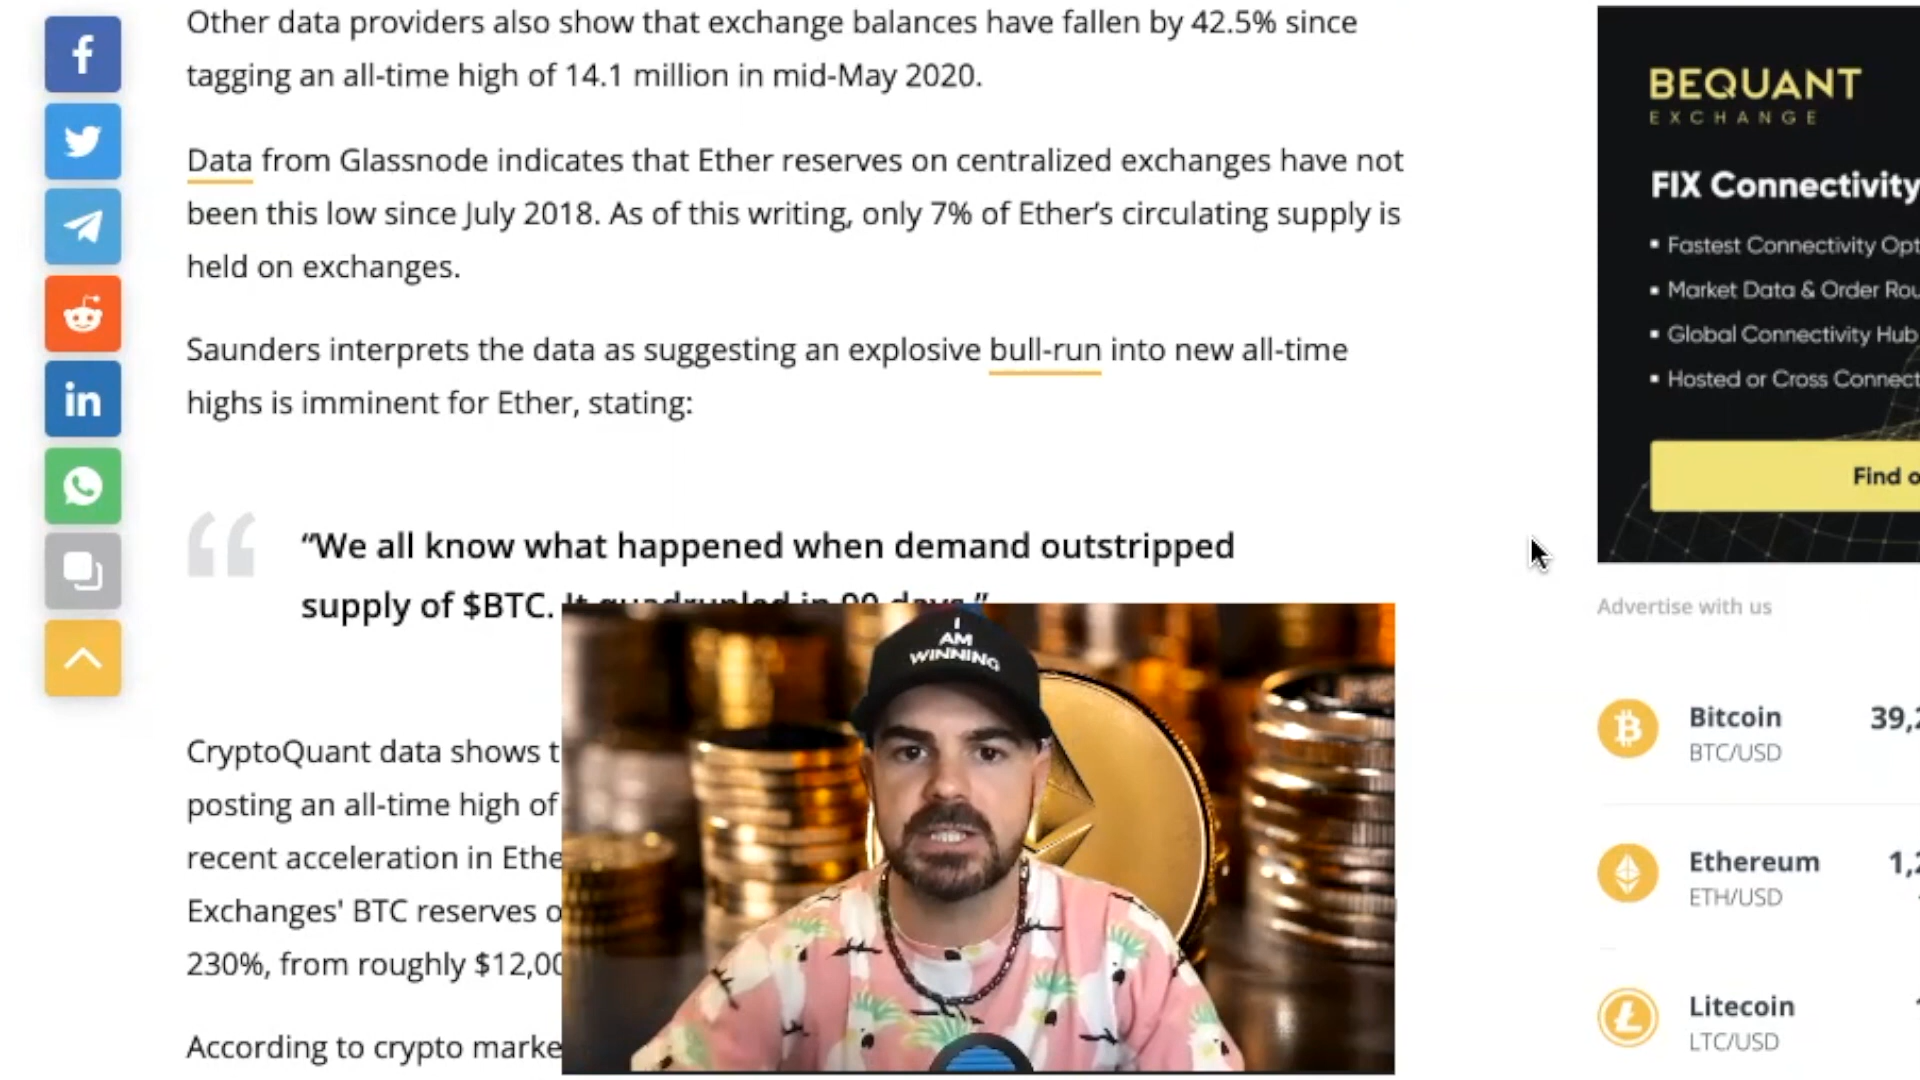 Other data providers also show that exchange balances have fallen by 42.5% since
tagging an all-time high of 14.1 million in mid-May 2020.
Data from Glassnode indicates that Ether reserves on centralized exchanges have not
been this low since July 2018. As of this writing, only 7% of Ether’s circulating supply is
held on exchanges.
Saunders interprets the data as suggesting an explosive bull-run into new all-time
highs is imminent for Ether, stating:
“We all know what happened when demand outstripped
supply of $BTC. It quadrupled in 90 days.”
CryptoQuant data shows t
posting an all-time high of
recent acceleration in Ethe
Exchanges' BTC reserves o
230%, from roughly $12,00
According to crypto marke
I
AM
WINNING
BEQUANT
EXCHANGE
FIX Connectivity
▪ Fastest Connectivity Opt
▪ Market Data & Order Rou
▪ Global Connectivity Hub
▪ Hosted or Cross Connect
Find o
Advertise with us
Bitcoin 39,2
BTC/USD
Ethereum 1,2
ETH/USD
Litecoin 1
LTC/USD